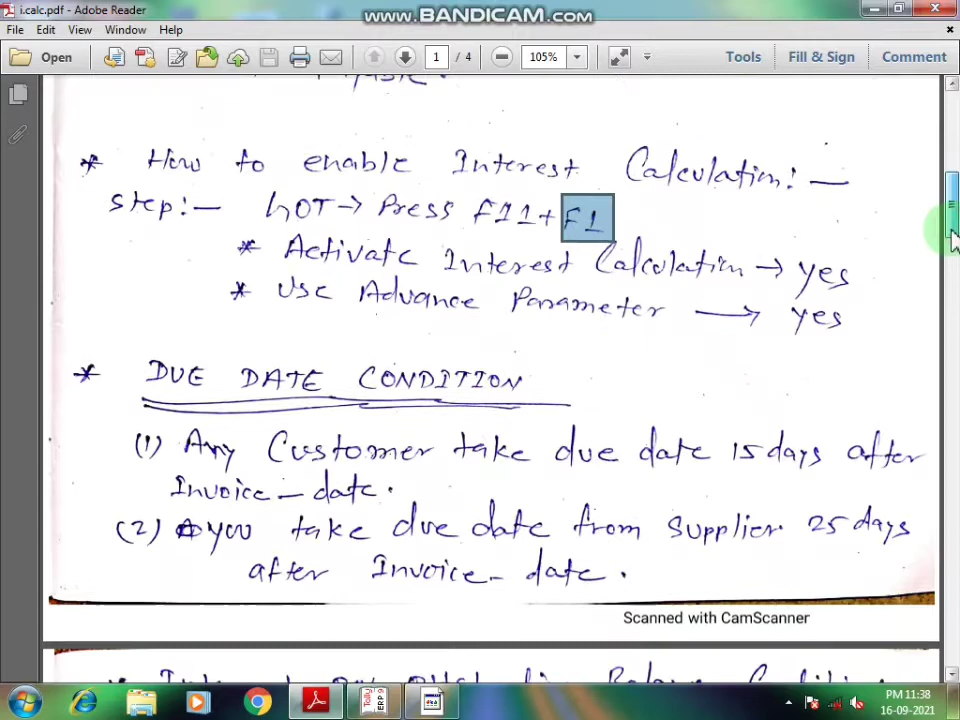 i.calc.pdf - Adobe Reader
www.BANDICAM.com
File Edit View Window Help
Open 1 / 4 105% Tools Fill & Sign Comment
* How to enable Interest Calculation:-
step:- GOT → Press F11+ F1
* Activate Interest Calculation → yes
* Use Advance Parameter → yes
* DUE DATE CONDITION
(1) Any Customer take due date 15 days after
Invoice-date.
(2) you take due date from supplier 25 days
after Invoice-date.
Scanned with CamScanner
Tally ERP9
PM 11:38
16-09-2021